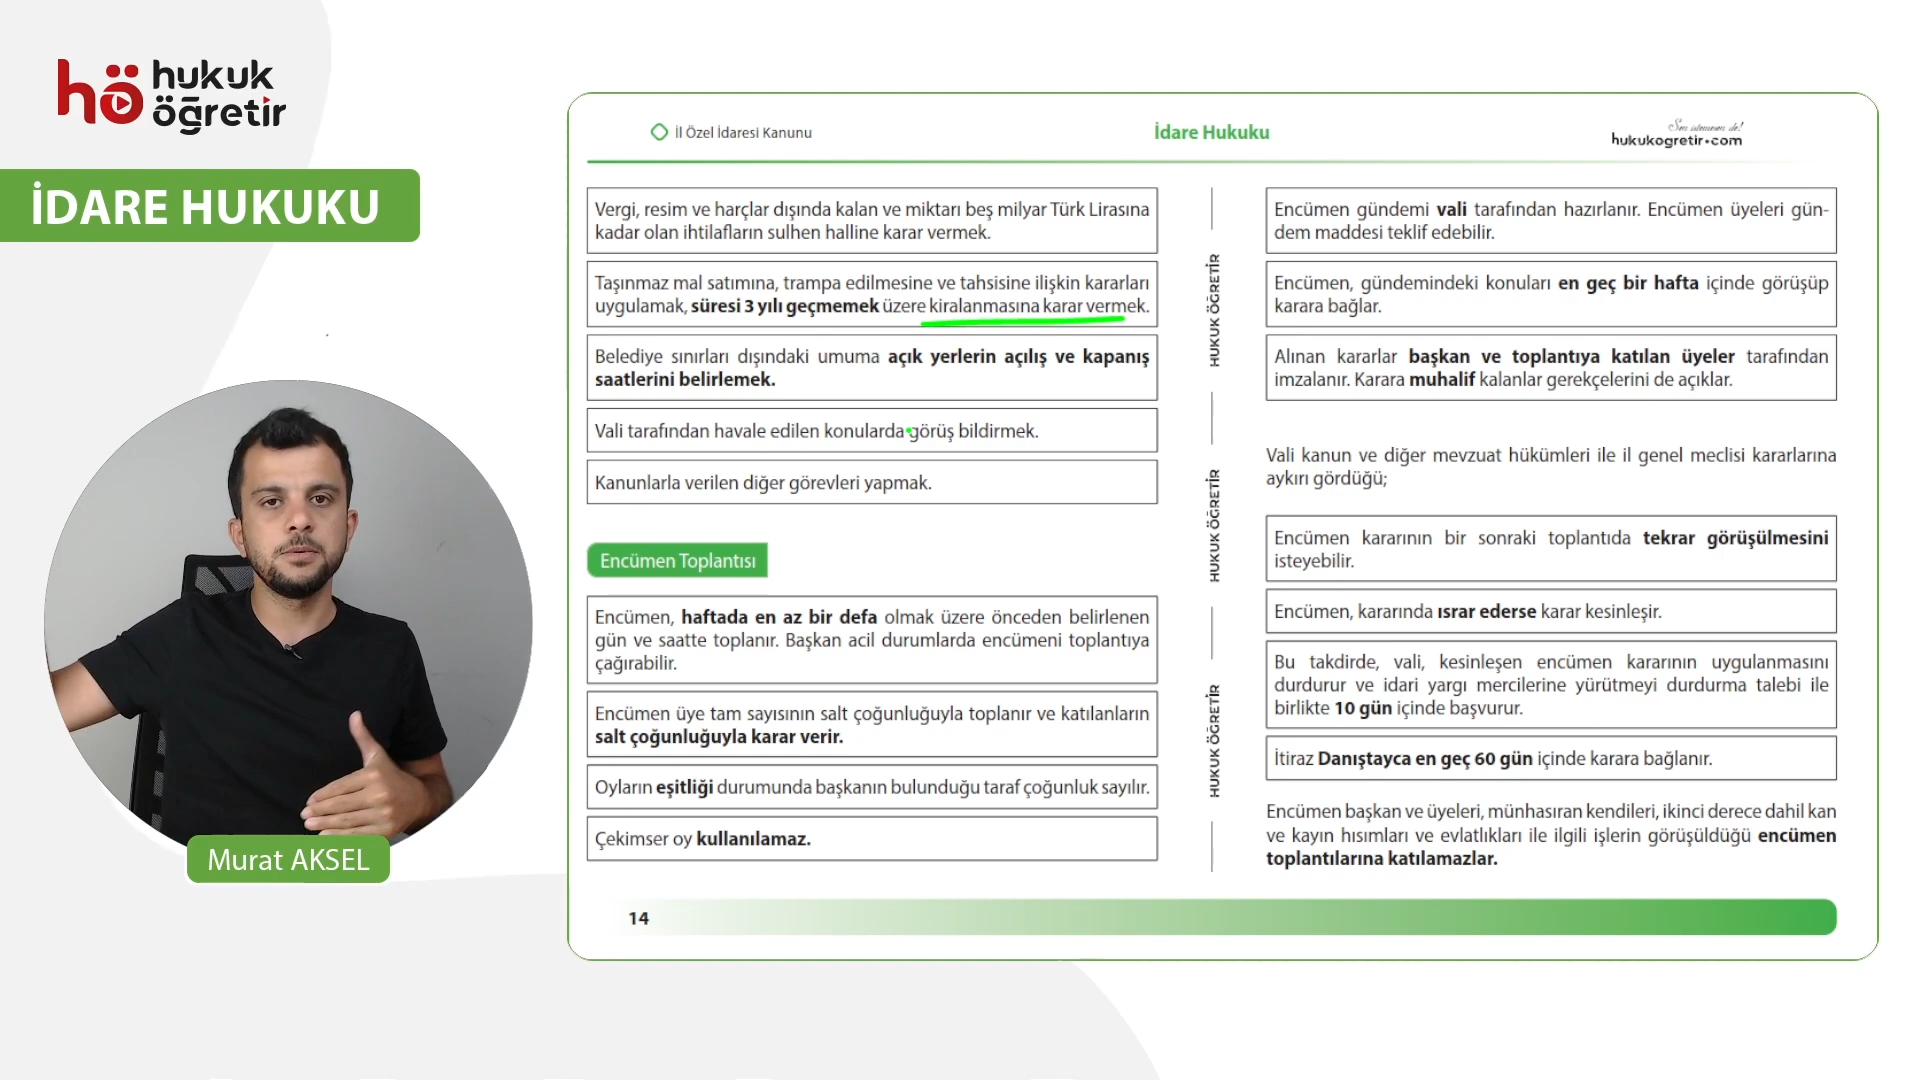 hö hukuk
öğretir
İDARE HUKUKU
Murat AKSEL
İl Özel İdaresi Kanunu
İdare Hukuku
Sen istersen de!
hukukogretir•com
Vergi, resim ve harçlar dışında kalan ve miktarı beş milyar Türk Lirasına
kadar olan ihtilafların sulhen halline karar vermek.
Taşınmaz mal satımına, trampa edilmesine ve tahsisine ilişkin kararları
uygulamak, süresi 3 yılı geçmemek üzere kiralanmasına karar vermek.
Belediye sınırları dışındaki umuma açık yerlerin açılış ve kapanış
saatlerini belirlemek.
Vali tarafından havale edilen konularda görüş bildirmek.
Kanunlarla verilen diğer görevleri yapmak.
Encümen Toplantısı
Encümen, haftada en az bir defa olmak üzere önceden belirlenen
gün ve saatte toplanır. Başkan acil durumlarda encümeni toplantıya
çağırabilir.
Encümen üye tam sayısının salt çoğunluğuyla toplanır ve katılanların
salt çoğunluğuyla karar verir.
Oyların eşitliği durumunda başkanın bulunduğu taraf çoğunluk sayılır.
Çekimser oy kullanılamaz.
HUKUK ÖĞRETİR
HUKUK ÖĞRETİR
HUKUK ÖĞRETİR
Encümen gündemi vali tarafından hazırlanır. Encümen üyeleri gün-
dem maddesi teklif edebilir.
Encümen, gündemindeki konuları en geç bir hafta içinde görüşüp
karara bağlar.
Alınan kararlar başkan ve toplantıya katılan üyeler tarafından
imzalanır. Karara muhalif kalanlar gerekçelerini de açıklar.
Vali kanun ve diğer mevzuat hükümleri ile il genel meclisi kararlarına
aykırı gördüğü;
Encümen kararının bir sonraki toplantıda tekrar görüşülmesini
isteyebilir.
Encümen, kararında ısrar ederse karar kesinleşir.
Bu takdirde, vali, kesinleşen encümen kararının uygulanmasını
durdurur ve idari yargı mercilerine yürütmeyi durdurma talebi ile
birlikte 10 gün içinde başvurur.
İtiraz Danıştayca en geç 60 gün içinde karara bağlanır.
Encümen başkan ve üyeleri, münhasıran kendileri, ikinci derece dahil kan
ve kayın hısımları ve evlatlıkları ile ilgili işlerin görüşüldüğü encümen
toplantılarına katılamazlar.
14